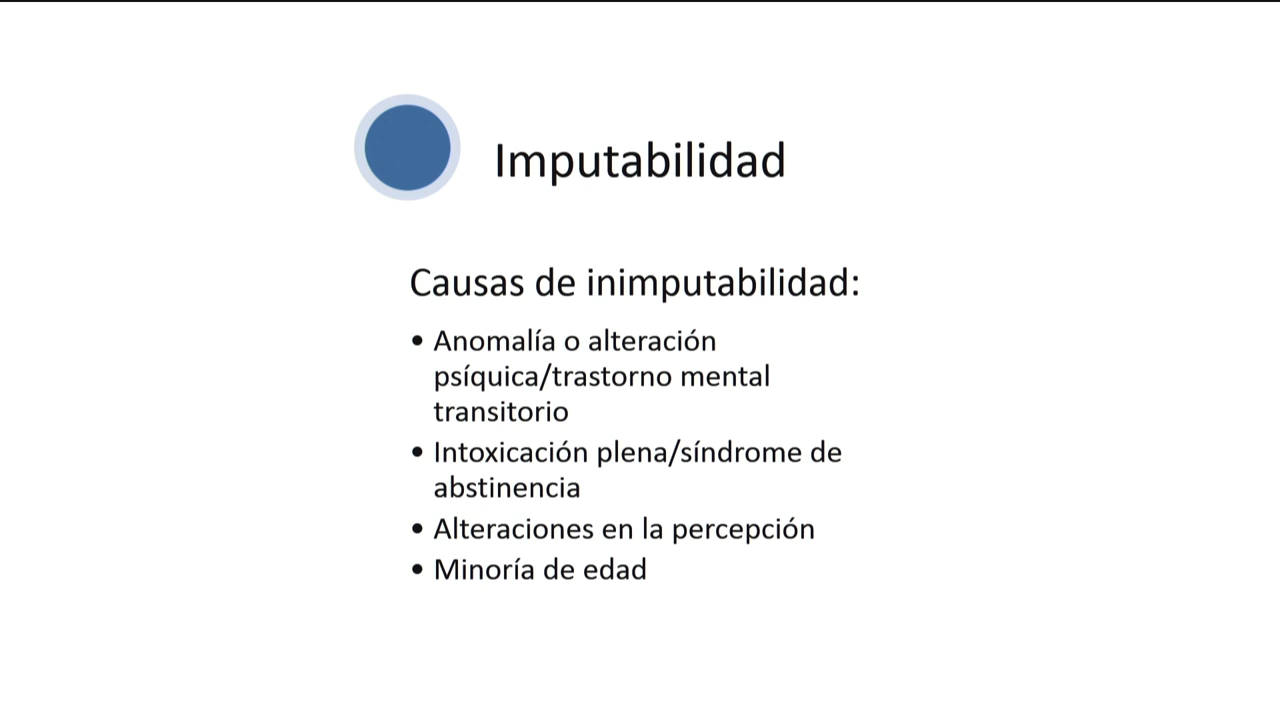 Imputabilidad
Causas de inimputabilidad:
• Anomalía o alteración
psíquica/trastorno mental
transitorio
• Intoxicación plena/síndrome de
abstinencia
• Alteraciones en la percepción
• Minoría de edad